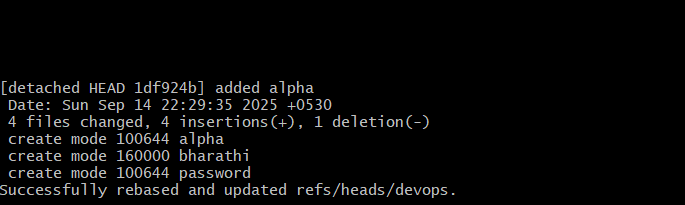 [detached HEAD 1df924b] added alpha
 Date: Sun Sep 14 22:29:35 2025 +0530
 4 files changed, 4 insertions(+), 1 deletion(-)
 create mode 100644 alpha
 create mode 160000 bharathi
 create mode 100644 password
Successfully rebased and updated refs/heads/devops.